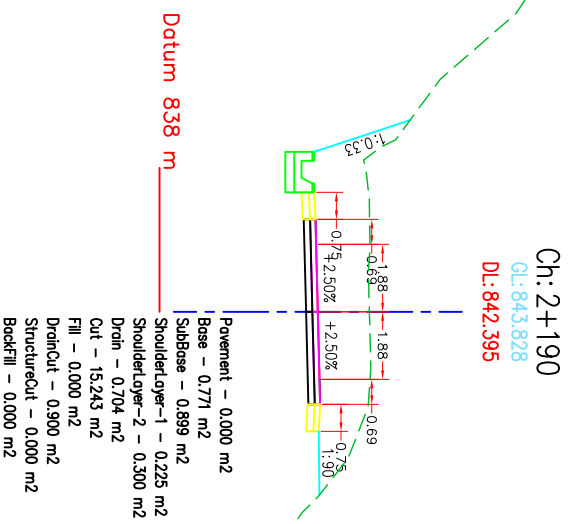 Ch: 2+190
GL: 843.828
DL: 842.395
1:0.33
1.88
1.88
0.69
0.69
0.75
0.75
+2.50%
+2.50%
1:90
Datum 838 m
Pavement - 0.000 m2
Base - 0.771 m2
SubBase - 0.899 m2
ShoulderLayer-1 - 0.225 m2
ShoulderLayer-2 - 0.300 m2
Drain - 0.704 m2
Cut - 15.243 m2
Fill - 0.000 m2
DrainCut - 0.900 m2
StructureCut - 0.000 m2
BackFill - 0.000 m2